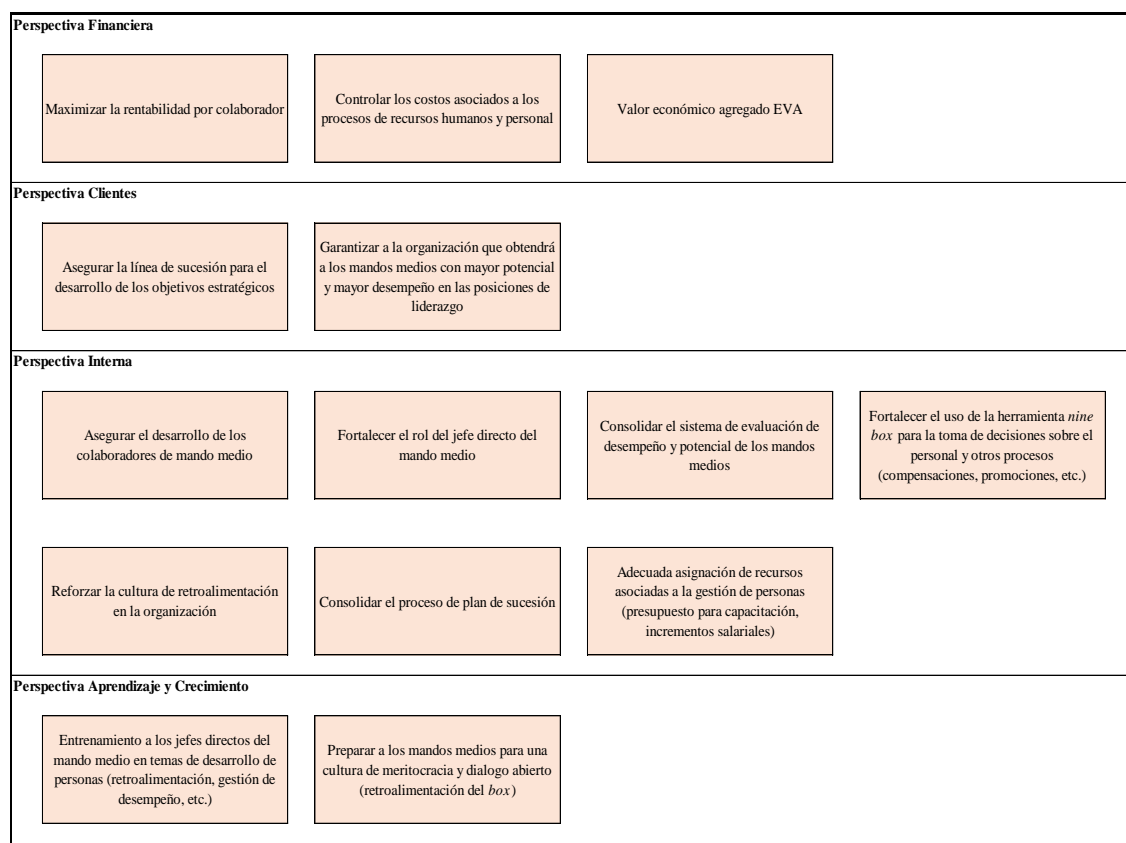 Perspectiva Financiera
Maximizar la rentabilidad por colaborador
Controlar los costos asociados a los
procesos de recursos humanos y personal
Valor económico agregado EVA
Perspectiva Clientes
Asegurar la línea de sucesión para el
desarrollo de los objetivos estratégicos
Garantizar a la organización que obtendrá
a los mandos medios con mayor potencial
y mayor desempeño en las posiciones de
liderazgo
Perspectiva Interna
Asegurar el desarrollo de los
colaboradores de mando medio
Fortalecer el rol del jefe directo del
mando medio
Consolidar el sistema de evaluación de
desempeño y potencial de los mandos
medios
Fortalecer el uso de la herramienta nine
box para la toma de decisiones sobre el
personal y otros procesos
(compensaciones, promociones, etc.)
Reforzar la cultura de retroalimentación
en la organización
Consolidar el proceso de plan de sucesión
Adecuada asignación de recursos
asociadas a la gestión de personas
(presupuesto para capacitación,
incrementos salariales)
Perspectiva Aprendizaje y Crecimiento
Entrenamiento a los jefes directos del
mando medio en temas de desarrollo de
personas (retroalimentación, gestión de
desempeño, etc.)
Preparar a los mandos medios para una
cultura de meritocracia y dialogo abierto
(retroalimentación del box)